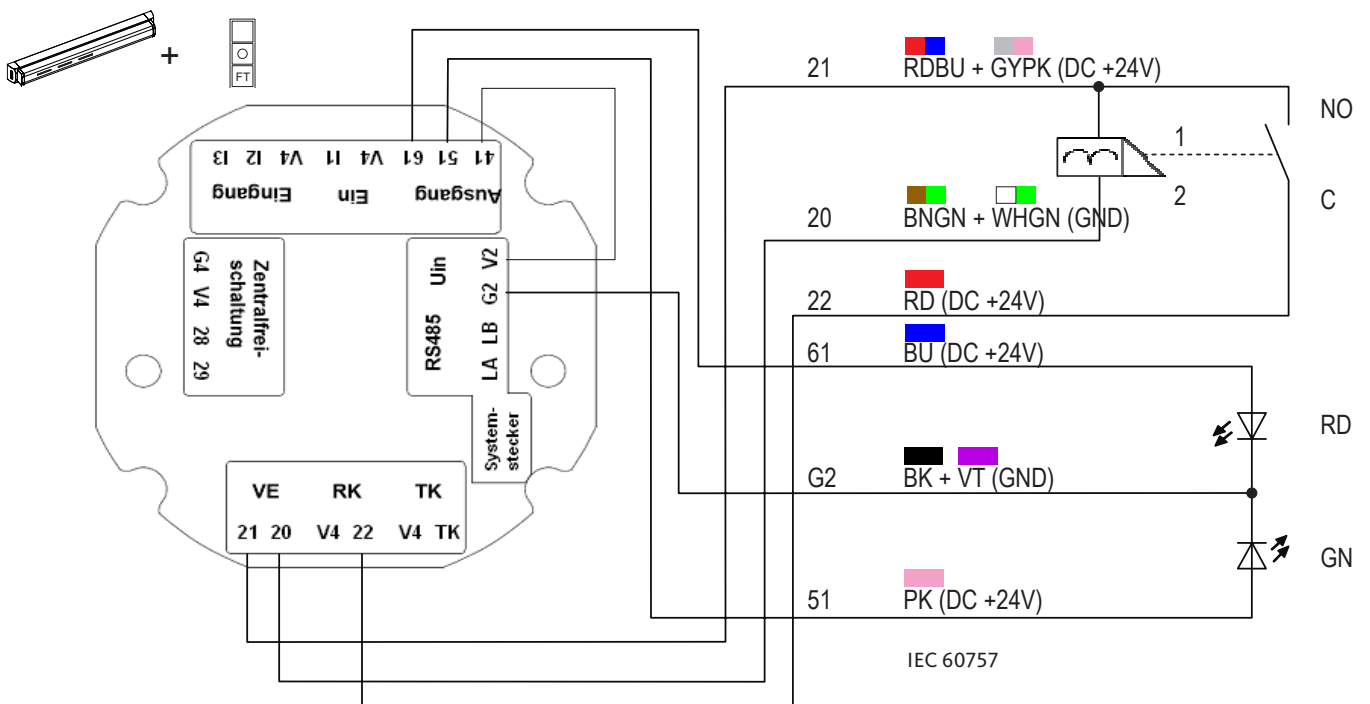 +
FT
I3 I2 V4 I1 V4 61 51 41
Eingang Ein Ausgang
G4 V4 28 29
Zentralfrei-
schaltung
Uin
RS485
V2 G2 LB LA
System-
stecker
VE RK TK
21 20 V4 22 V4 TK
21 RDBU + GYPK (DC +24V)
NO
1
2
C
20 BNGN + WHGN (GND)
22 RD (DC +24V)
61 BU (DC +24V)
RD
G2 BK + VT (GND)
GN
51 PK (DC +24V)
IEC 60757